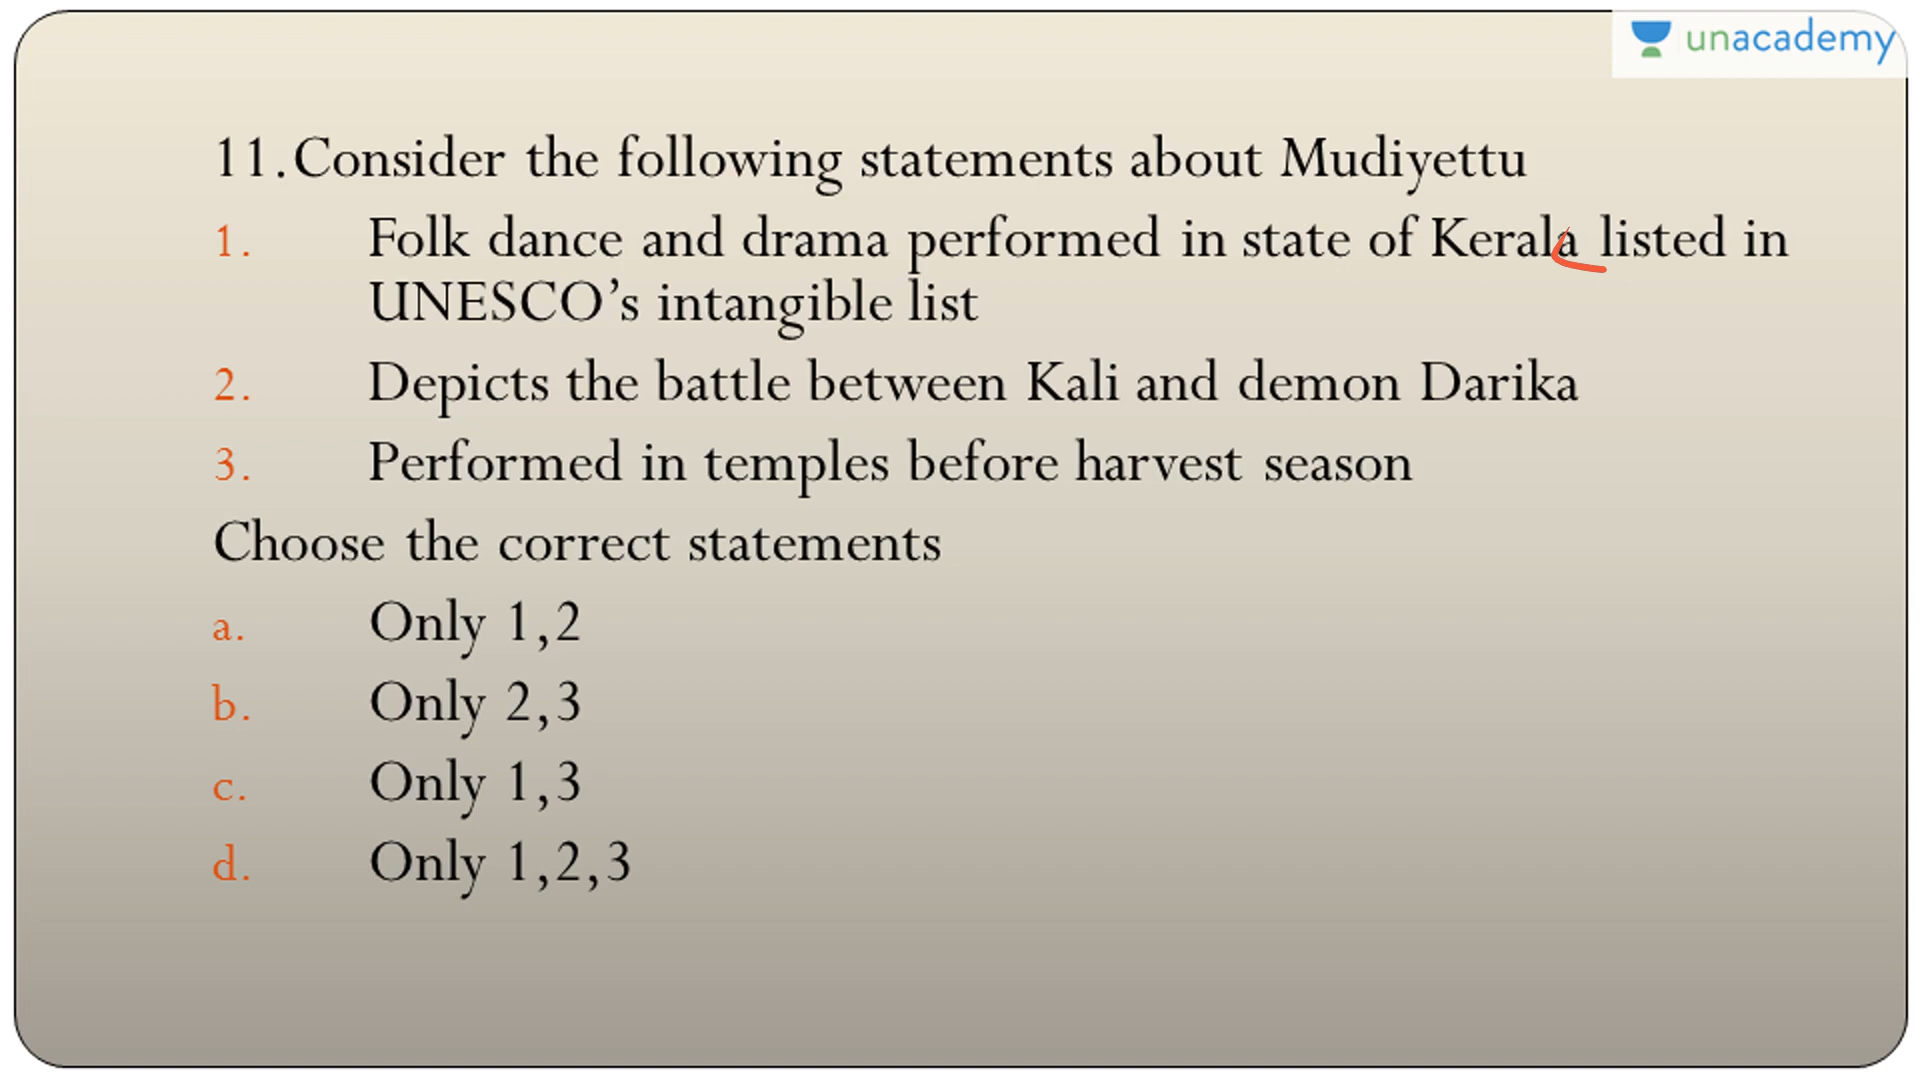 unacademy
11.Consider the following statements about Mudiyettu
1. Folk dance and drama performed in state of Kerala listed in
UNESCO’s intangible list
2. Depicts the battle between Kali and demon Darika
3. Performed in temples before harvest season
Choose the correct statements
a. Only 1,2
b. Only 2,3
c. Only 1,3
d. Only 1,2,3